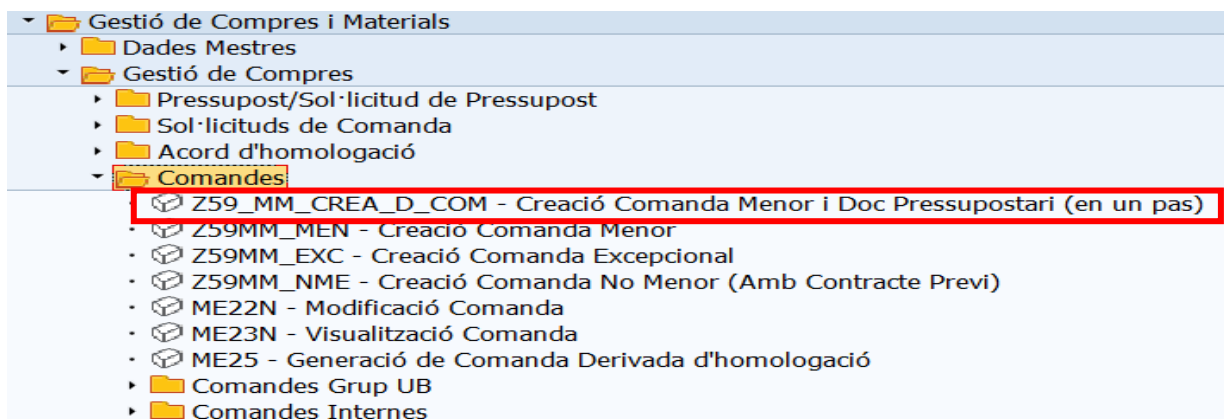 Gestió de Compres i Materials
Dades Mestres
Gestió de Compres
Pressupost/Sol·licitud de Pressupost
Sol·licituds de Comanda
Acord d'homologació
Comandes
Z59_MM_CREA_D_COM - Creació Comanda Menor i Doc Pressupostari (en un pas)
Z59MM_MEN - Creació Comanda Menor
Z59MM_EXC - Creació Comanda Excepcional
Z59MM_NME - Creació Comanda No Menor (Amb Contracte Previ)
ME22N - Modificació Comanda
ME23N - Visualització Comanda
ME25 - Generació de Comanda Derivada d'homologació
Comandes Grup UB
Comandes Internes